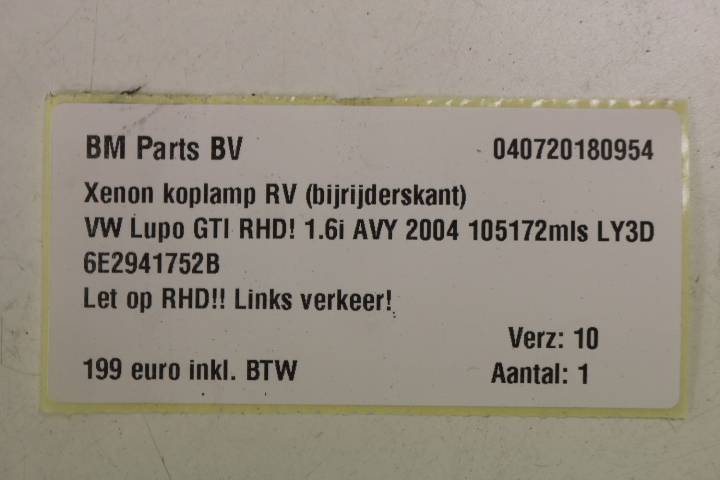 BM Parts BV 040720180954
Xenon koplamp RV (bijrijderskant)
VW Lupo GTI RHD! 1.6i AVY 2004 105172mls LY3D
6E2941752B
Let op RHD!! Links verkeer!
Verz: 10
199 euro inkl. BTW Aantal: 1